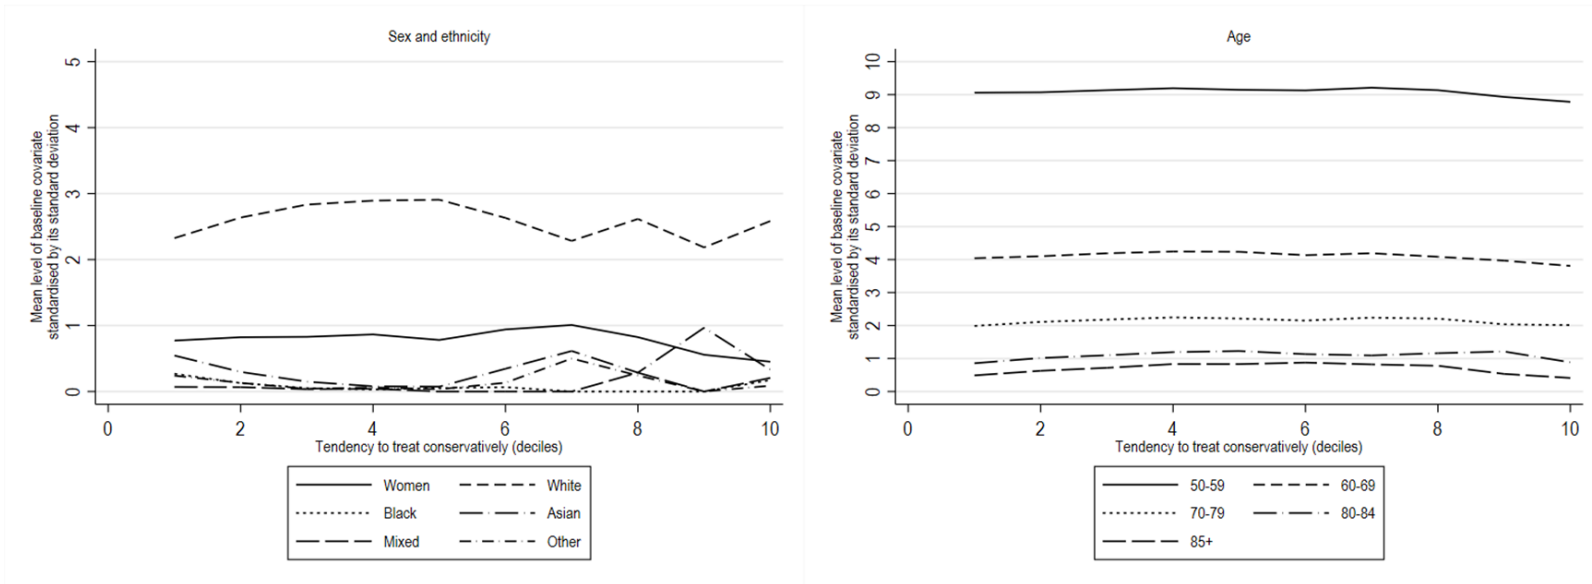 Sex and ethnicity
Mean level of baseline covariate
standardised by its standard deviation
5
4
3
2
1
0
0 2 4 6 8 10
Tendency to treat conservatively (deciles)
Women White
Black Asian
Mixed Other
Age
Mean level of baseline covariate
standardised by its standard deviation
10
9
8
7
6
5
4
3
2
1
0
0 2 4 6 8 10
Tendency to treat conservatively (deciles)
50-59 60-69
70-79 80-84
85+